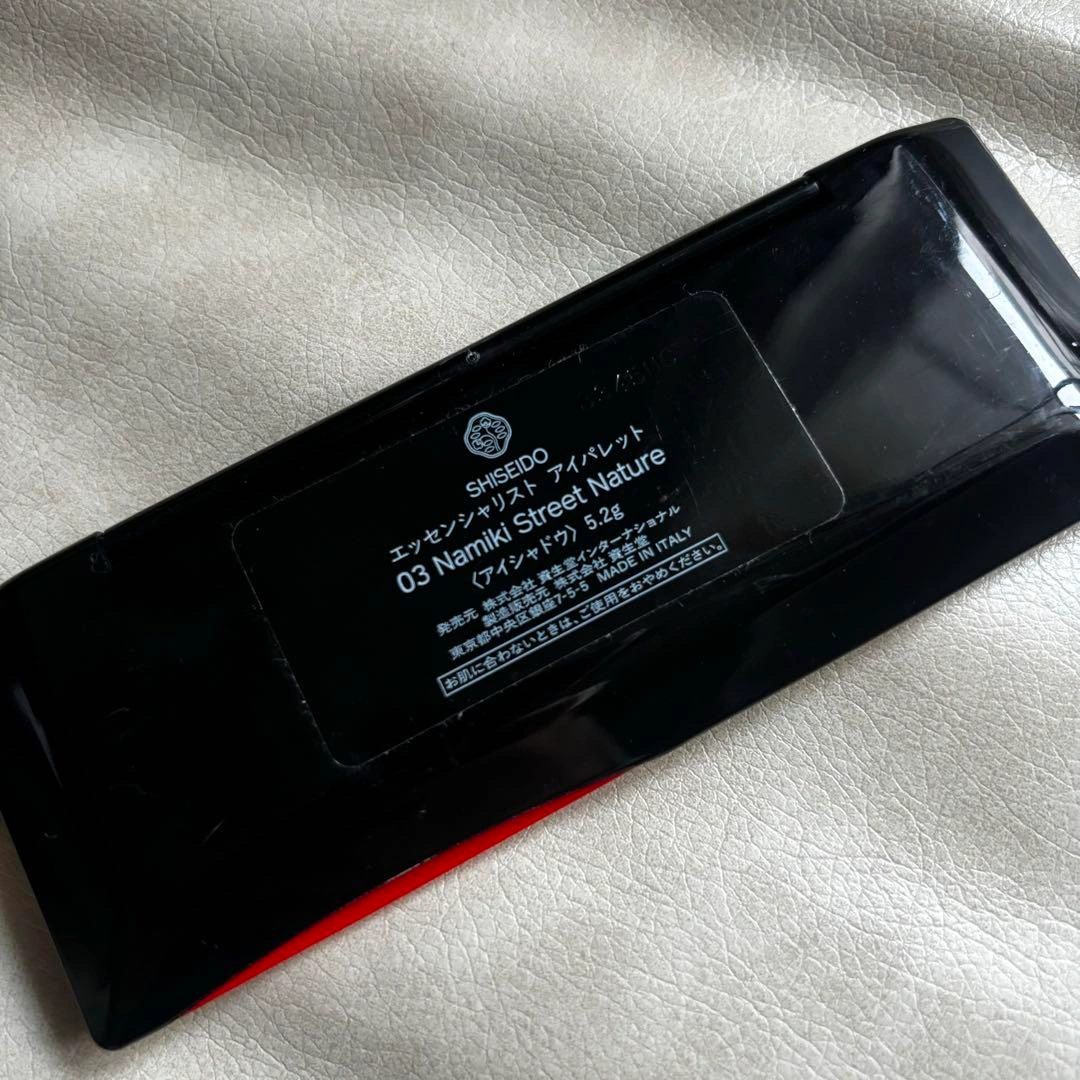 SHISEIDO
エッセンシャリスト アイパレット
03 Namiki Street Nature
〈アイシャドウ〉 5.2g
発売元 株式会社 資生堂インターナショナル
製造販売元 株式会社 資生堂
東京都中央区銀座7-5-5 MADE IN ITALY
お肌に合わないときは、ご使用をおやめください。